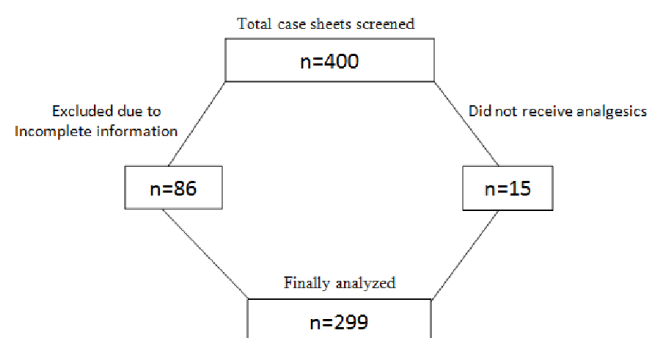 Total case sheets screened
n=400
Excluded due to
Incomplete information
Did not receive analgesics
n=86
n=15
Finally analyzed
n=299